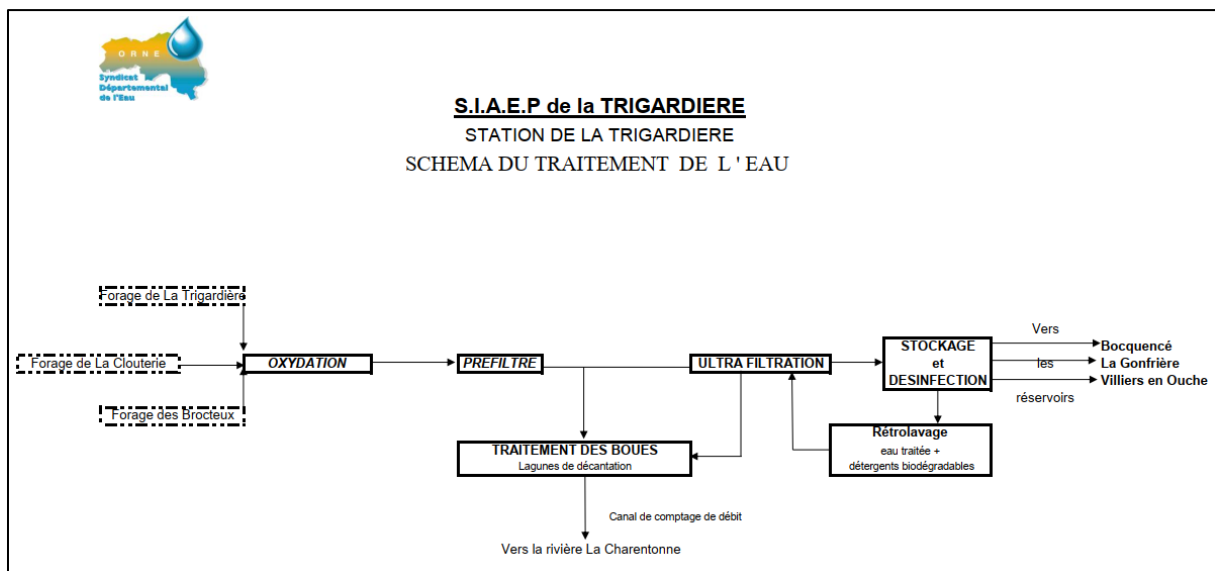 ORNE
Syndicat
Départemental
de l'Eau
S.I.A.E.P de la TRIGARDIERE
STATION DE LA TRIGARDIERE
SCHEMA DU TRAITEMENT DE L ' EAU
Forage de La Trigardière
Forage de La Clouterie
Forage des Brocteux
OXYDATION
PREFILTRE
ULTRA FILTRATION
STOCKAGE
et
DESINFECTION
Vers
les
réservoirs
Bocquencé
La Gonfrière
Villiers en Ouche
TRAITEMENT DES BOUES
Lagunes de décantation
Rétrolavage
eau traitée +
détergents biodégradables
Canal de comptage de débit
Vers la rivière La Charentonne